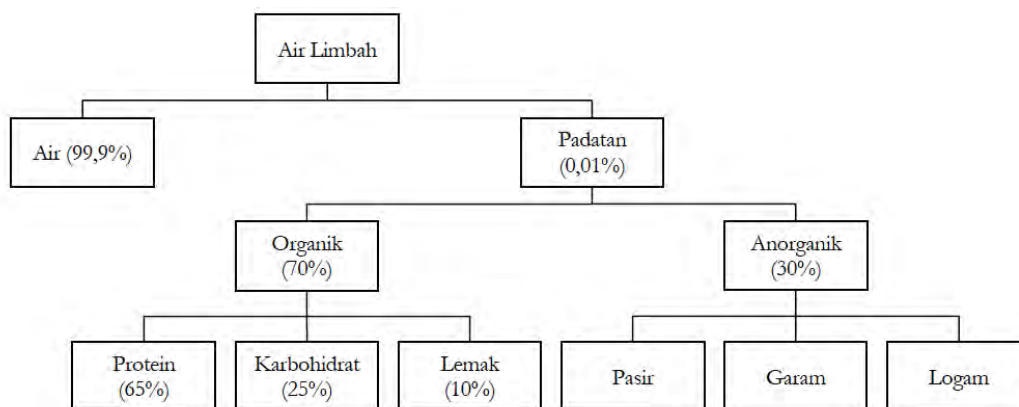 Air Limbah
Air (99,9%)
Padatan
(0,01%)
Organik
(70%)
Anorganik
(30%)
Protein
(65%)
Karbohidrat
(25%)
Lemak
(10%)
Pasir
Garam
Logam